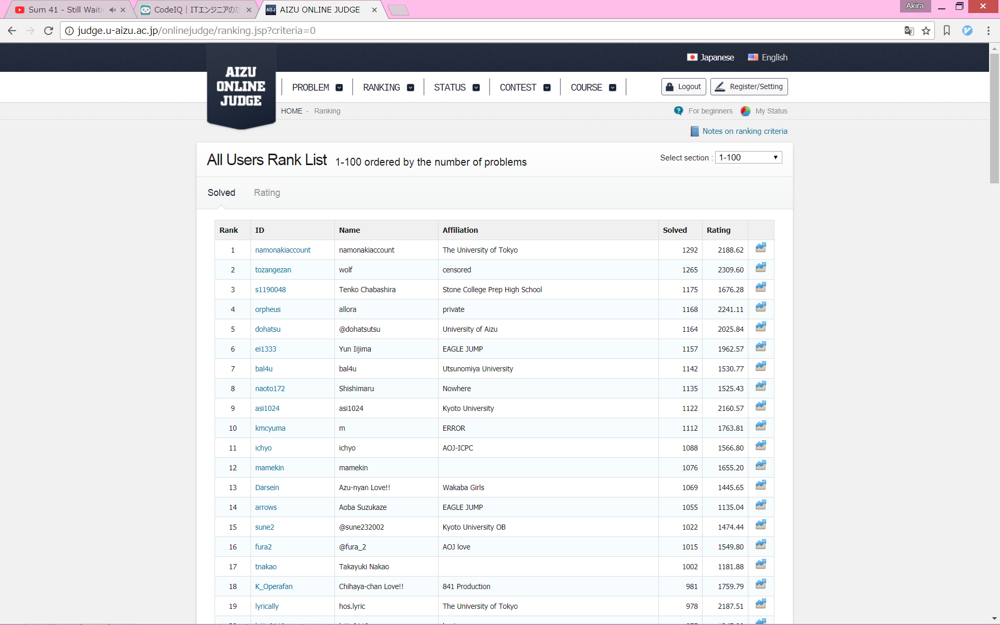 Sum 41 - Still Waiti
CodeIQ | ITエンジニアのた
AIZU ONLINE JUDGE
Akira
judge.u-aizu.ac.jp/onlinejudge/ranking.jsp?criteria=0
Japanese English
AIZU
ONLINE
JUDGE
PROBLEM RANKING STATUS CONTEST COURSE Logout Register/Setting
HOME - Ranking For beginners My Status
Notes on ranking criteria
All Users Rank List 1-100 ordered by the number of problems Select section : 1-100
Solved Rating
Rank ID Name Affiliation Solved Rating
1 namonakiaccount namonakiaccount The University of Tokyo 1292 2188.62
2 tozangezan wolf censored 1265 2309.60
3 s1190048 Tenko Chabashira Stone College Prep High School 1175 1676.28
4 orpheus allora private 1168 2241.11
5 dohatsu @dohatsutsu University of Aizu 1164 2025.84
6 ei1333 Yun Iijima EAGLE JUMP 1157 1962.57
7 bal4u bal4u Utsunomiya University 1142 1530.77
8 naoto172 Shishimaru Nowhere 1135 1525.43
9 asi1024 asi1024 Kyoto University 1122 2160.57
10 kmcyuma m ERROR 1112 1763.81
11 ichyo ichyo AOJ-ICPC 1088 1566.80
12 mamekin mamekin 1076 1655.20
13 Darsein Azu-nyan Love!! Wakaba Girls 1069 1445.65
14 arrows Aoba Suzukaze EAGLE JUMP 1055 1135.04
15 sune2 @sune232002 Kyoto University OB 1022 1474.44
16 fura2 @fura_2 AOJ love 1015 1549.80
17 tnakao Takayuki Nakao 1002 1181.88
18 K_Operafan Chihaya-chan Love!! 841 Production 981 1759.79
19 lyrically hos.lyric The University of Tokyo 978 2187.51